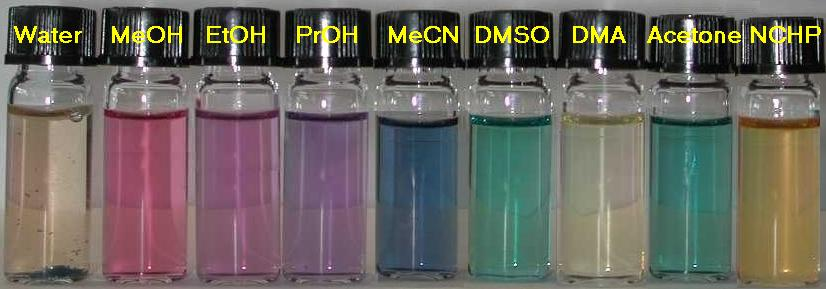 Water MeOH EtOH PrOH MeCN DMSO DMA Acetone NCHP